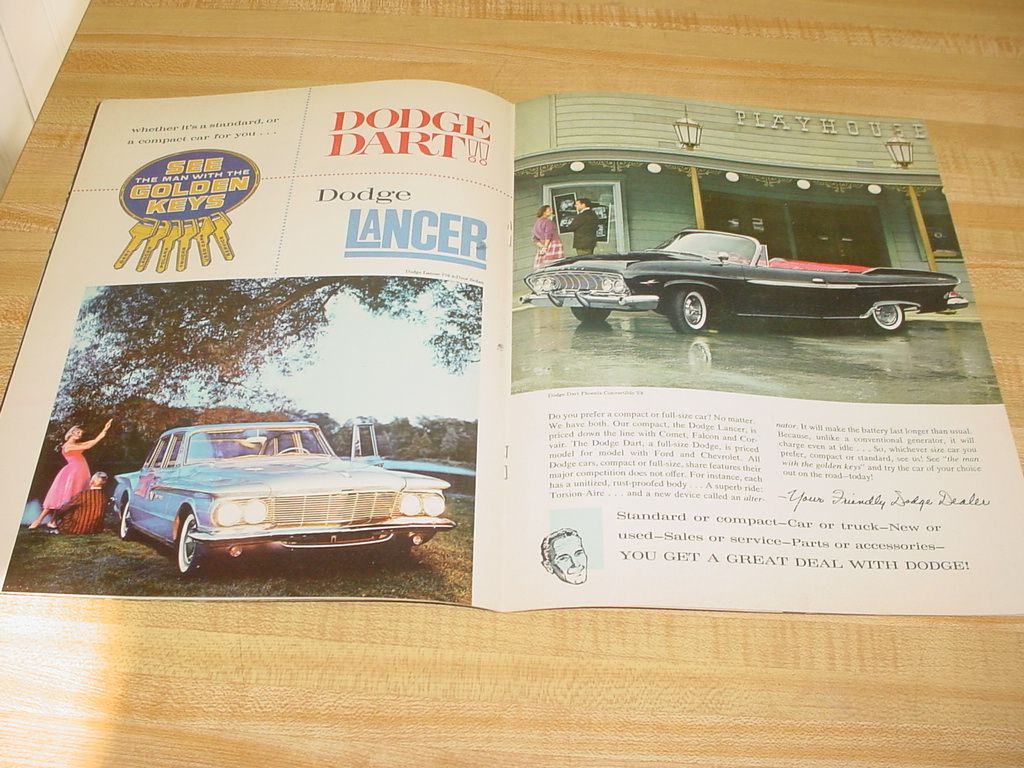 whether it's a standard, or
a compact car for you . . .
SEE
THE MAN WITH THE
GOLDEN
KEYS
DODGE
DART!!
Dodge
LANCER
PLAYHOUSE
Dodge Dart Phoenix Convertible V8
Do you prefer a compact or full-size car? No matter.
We have both. Our compact, the Dodge Lancer, is
priced down the line with Comet, Falcon and Cor-
vair. The Dodge Dart, a full-size Dodge, is priced
model for model with Ford and Chevrolet. All
Dodge cars, compact or full-size, share features their
major competition does not offer. For instance, each
has a unitized, rust-proofed body . . . A superb ride:
Torsion-Aire . . . and a new device called an alter-
nator. It will make the battery last longer than usual.
Because, unlike a conventional generator, it will
charge even at idle . . . So, whichever size car you
prefer, compact or standard, see us! See "the man
with the golden keys" and try the car of your choice
out on the road—today!
—Your Friendly Dodge Dealer
Standard or compact—Car or truck—New or
used—Sales or service—Parts or accessories—
YOU GET A GREAT DEAL WITH DODGE!